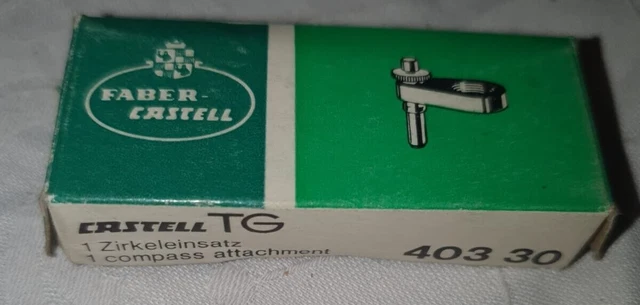 FABER-
CASTELL
CASTELL TG
1 Zirkeleinsatz
1 compass attachment
403 30